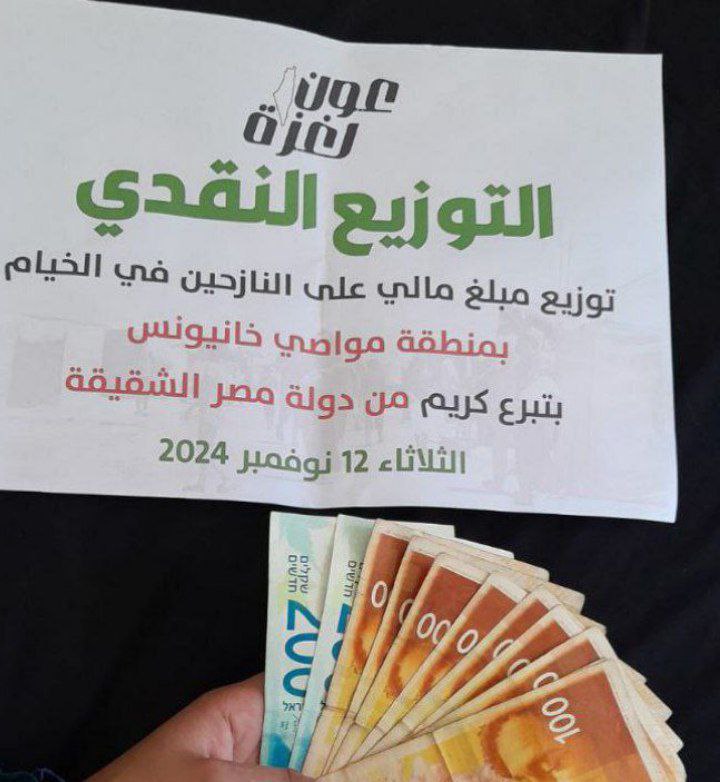 عون
لغزة
التوزيع النقدي
توزيع مبلغ مالي على النازحين في الخيام
بمنطقة مواصي خانيونس
بتبرع كريم من دولة مصر الشقيقة
الثلاثاء 12 نوفمبر 2024
200
100